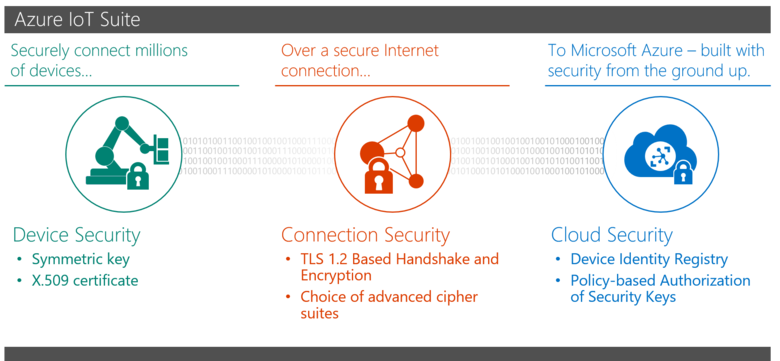 Azure IoT Suite
Securely connect millions
of devices...
Over a secure Internet
connection...
To Microsoft Azure – built with
security from the ground up.
Device Security
• Symmetric key
• X.509 certificate
Connection Security
• TLS 1.2 Based Handshake and
Encryption
• Choice of advanced cipher
suites
Cloud Security
• Device Identity Registry
• Policy-based Authorization
of Security Keys